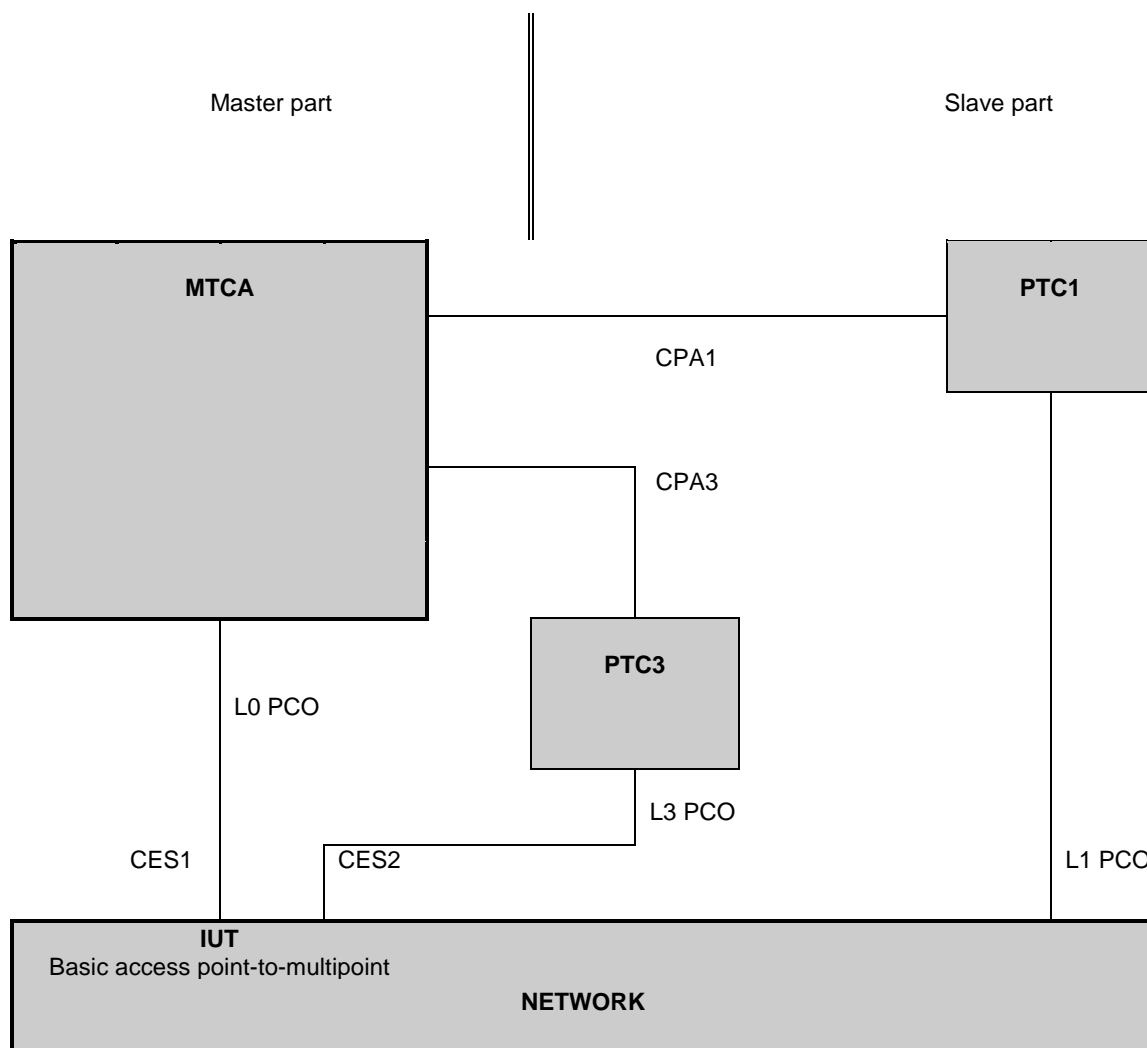 Master part
Slave part
MTCA
PTC1
CPA1
CPA3
PTC3
L0 PCO
L3 PCO
CES1
CES2
L1 PCO
IUT
Basic access point-to-multipoint
NETWORK